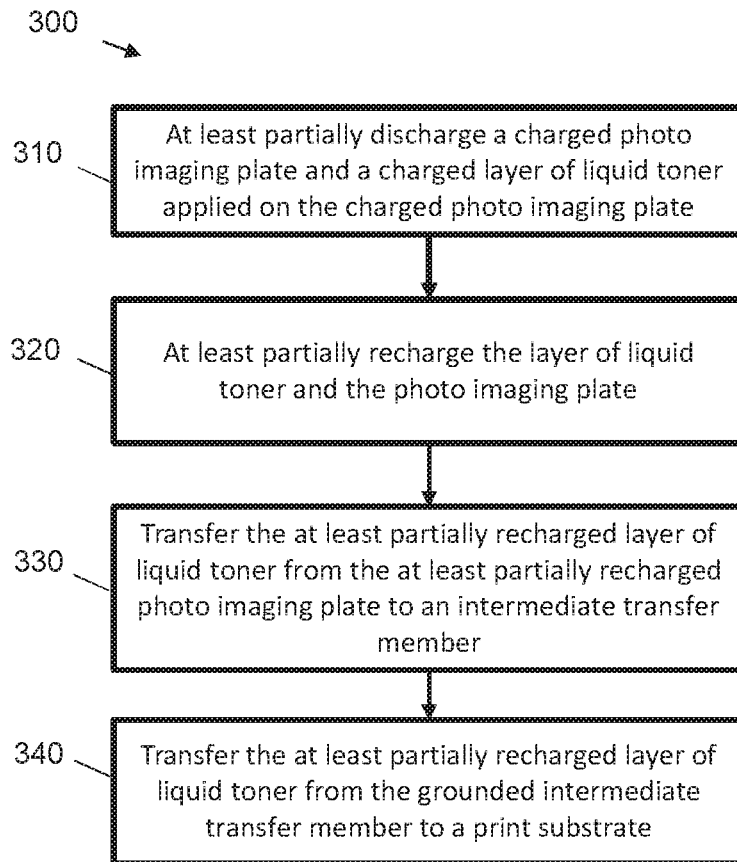 300
310
At least partially discharge a charged photo
imaging plate and a charged layer of liquid toner
applied on the charged photo imaging plate
320
At least partially recharge the layer of liquid
toner and the photo imaging plate
330
Transfer the at least partially recharged layer of
liquid toner from the at least partially recharged
photo imaging plate to an intermediate transfer
member
340
Transfer the at least partially recharged layer of
liquid toner from the grounded intermediate
transfer member to a print substrate